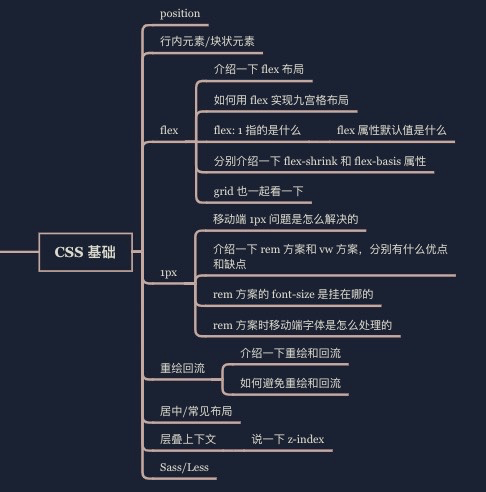 position
行内元素/块状元素
介绍一下 flex 布局
如何用 flex 实现九宫格布局
flex
flex: 1 指的是什么
flex 属性默认值是什么
分别介绍一下 flex-shrink 和 flex-basis 属性
grid 也一起看一下
移动端 1px 问题是怎么解决的
CSS 基础
介绍一下 rem 方案和 vw 方案，分别有什么优点
和缺点
1px
rem 方案的 font-size 是挂在哪的
rem 方案时移动端字体是怎么处理的
重绘回流
介绍一下重绘和回流
如何避免重绘和回流
居中/常见布局
层叠上下文
说一下 z-index
Sass/Less